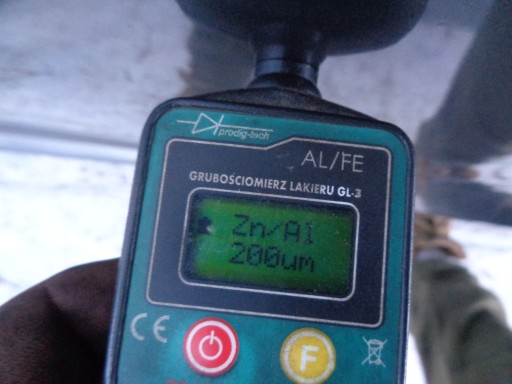 prodig-tech
AL/FE
GRUBOŚCIOMIERZ LAKIERU GL-3
Zn/Al
200um
CE
F